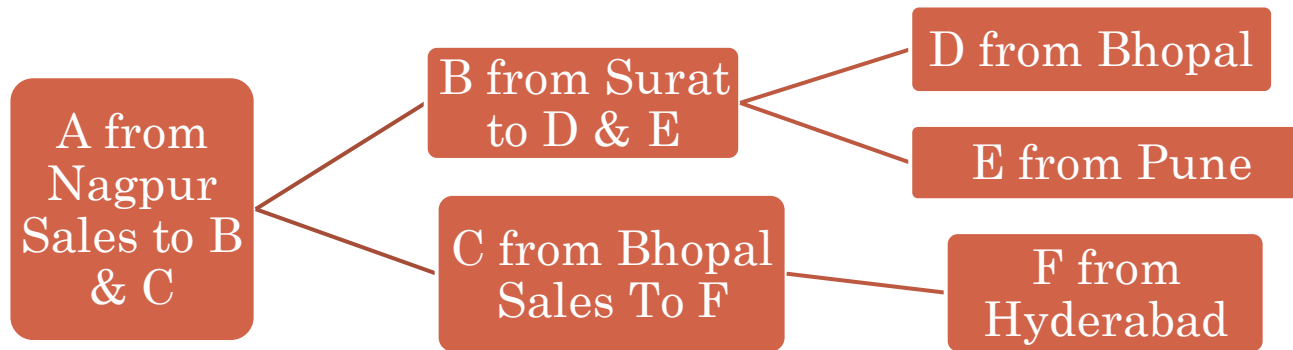 A from
Nagpur
Sales to B
& C
B from Surat
to D & E
C from Bhopal
Sales To F
D from Bhopal
E from Pune
F from
Hyderabad